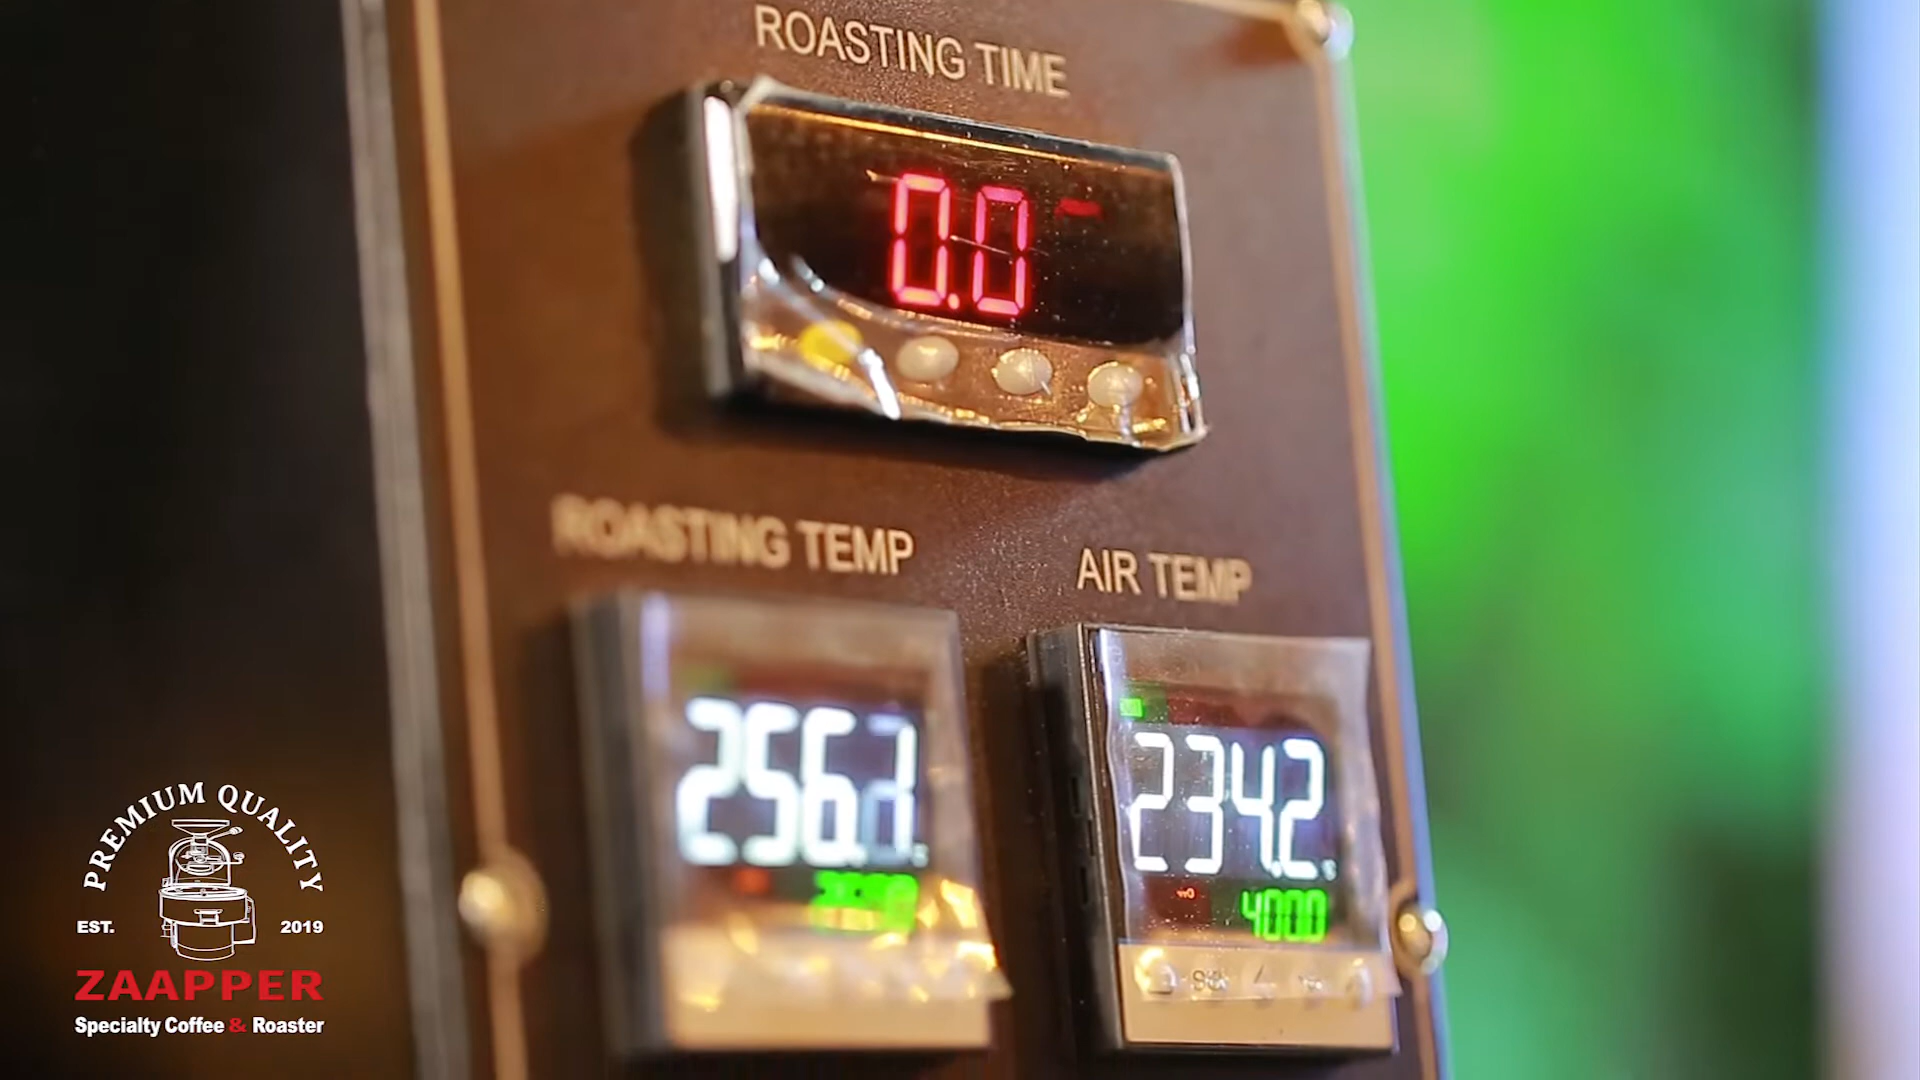 ROASTING TIME
0.0
ROASTING TEMP
AIR TEMP
234.2
400.0
PREMIUM QUALITY
EST. 2019
ZAAPPER
Specialty Coffee & Roaster